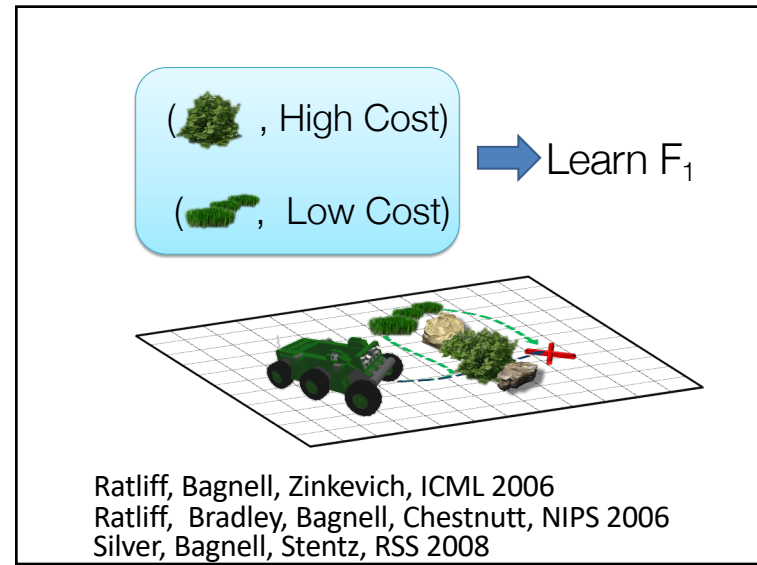 ( , High Cost)
( , Low Cost)
Learn F₁
Ratliff, Bagnell, Zinkevich, ICML 2006
Ratliff, Bradley, Bagnell, Chestnutt, NIPS 2006
Silver, Bagnell, Stentz, RSS 2008